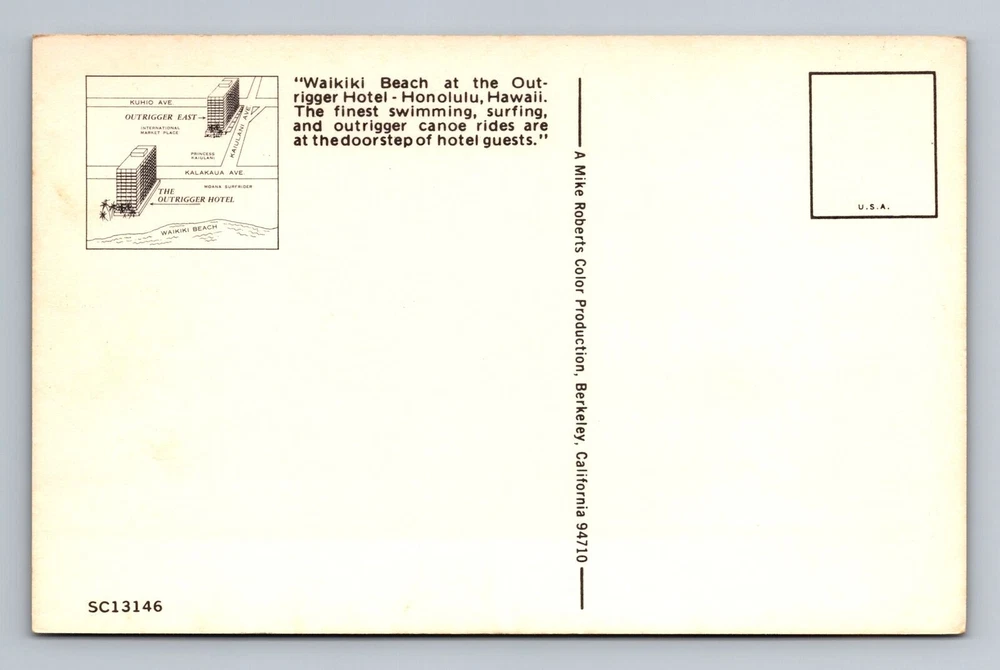 KUHIO AVE.
OUTRIGGER EAST
INTERNATIONAL
MARKET PLACE
KAIULANI AVE
PRINCESS
KAIULANI
KALAKAUA AVE.
MOANA SURFRIDER
THE
OUTRIGGER HOTEL
WAIKIKI BEACH
"Waikiki Beach at the Out-
rigger Hotel - Honolulu, Hawaii.
The finest swimming, surfing,
and outrigger canoe rides are
at the doorstep of hotel guests."
A Mike Roberts Color Production, Berkeley, California 94710
U.S.A.
SC13146